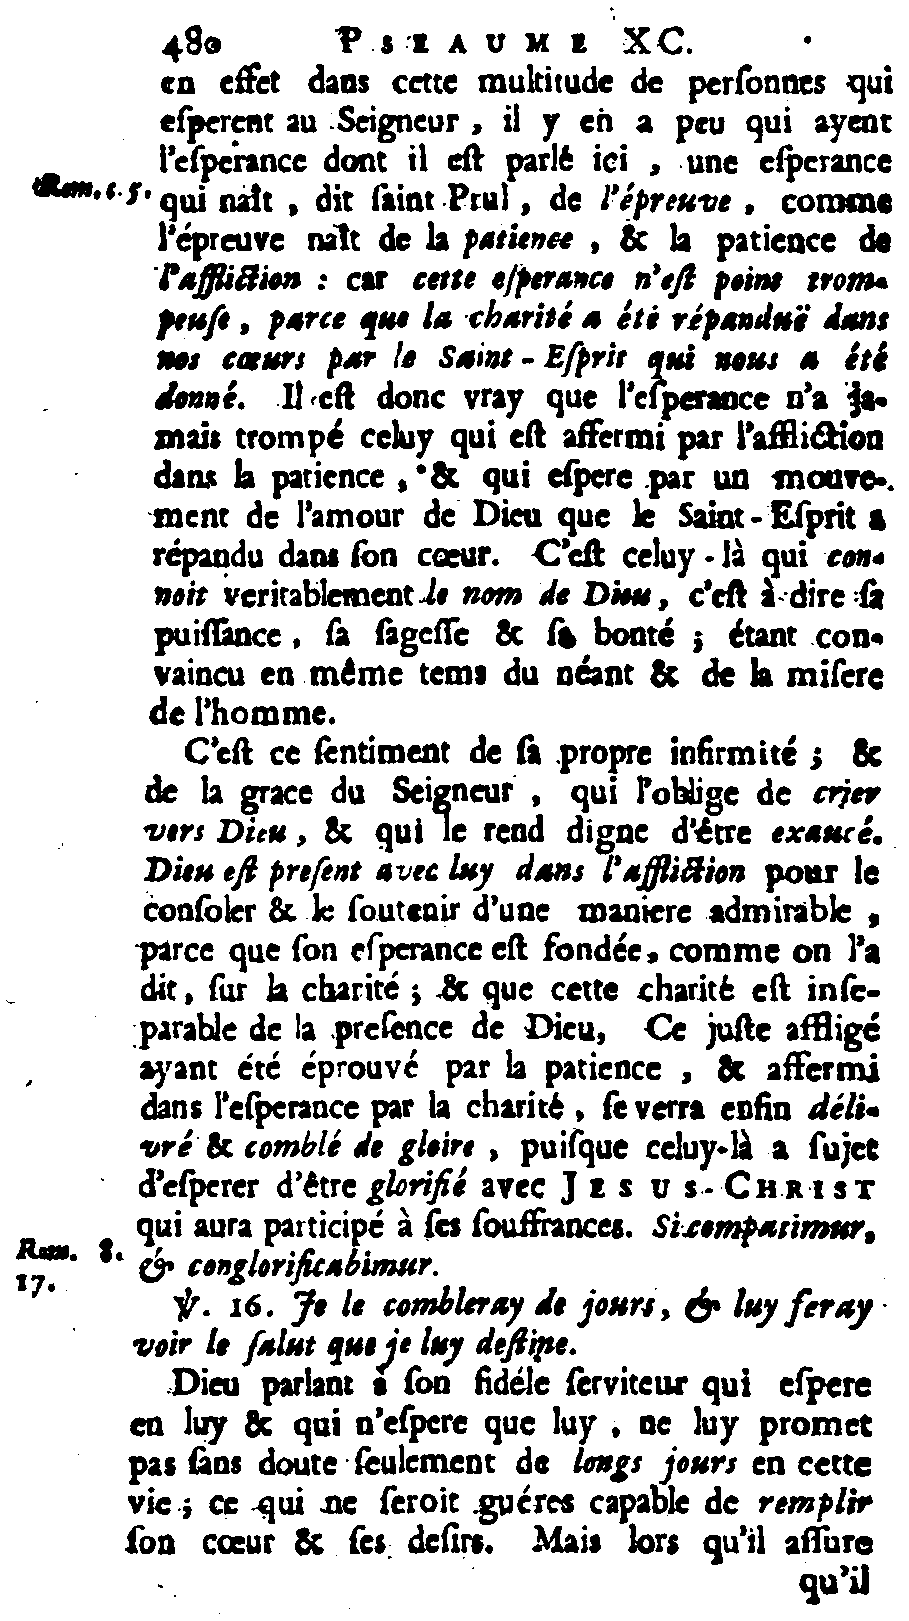 480 PSEAUME XC.
en effet dans cette multitude de perſonnes qui
eſperent au Seigneur, il y en a peu qui ayent
l'eſperance dont il eſt parlé ici, une eſperance
Rom. 5. qui naît, dit ſaint Prul, de l'épreuve, comme
l'épreuve naît de la patience, & la patience de
l'affliction : car cette eſperance n'eſt point trom-
peuſe, parce que la charité a été répanduë dans
nos cœurs par le Saint-Eſprit qui nous a été
donné. Il eſt donc vray que l'eſperance n'a ja-
mais trompé celuy qui eſt affermi par l'affliction
dans la patience, & qui eſpere par un mouve-
ment de l'amour de Dieu que le Saint-Eſprit a
répandu dans ſon cœur. C'eſt celuy-là qui con-
noit veritablement le nom de Dieu, c'eſt à-dire ſa
puiſſance, ſa ſageſſe & ſa bonté ; étant con-
vaincu en même tems du néant & de la miſere
de l'homme.
C'eſt ce ſentiment de ſa propre infirmité ; &
de la grace du Seigneur, qui l'oblige de crier
vers Dieu, & qui le rend digne d'être exaucé.
Dieu eſt preſent avec luy dans l'affliction pour le
conſoler & le ſoutenir d'une maniere admirable,
parce que ſon eſperance eſt fondée, comme on l'a
dit, ſur la charité ; & que cette charité eſt inſe-
parable de la preſence de Dieu, Ce juſte affligé
ayant été éprouvé par la patience, & affermi
dans l'eſperance par la charité, ſe verra enfin déli-
vré & comblé de gloire, puiſque celuy-là a ſujet
d'eſperer d'être glorifié avec JESUS-CHRIST
qui aura participé à ſes ſouffrances. Si compatimur,
Rom. 8. & conglorificabimur.
17.
℣. 16. Je le combleray de jours, & luy feray
voir le ſalut que je luy deſtine.
Dieu parlant à ſon fidéle ſerviteur qui eſpere
en luy & qui n'eſpere que luy, ne luy promet
pas ſans doute ſeulement de longs jours en cette
vie ; ce qui ne ſeroit guéres capable de remplir
ſon cœur & ſes deſirs. Mais lors qu'il aſſure
qu'il